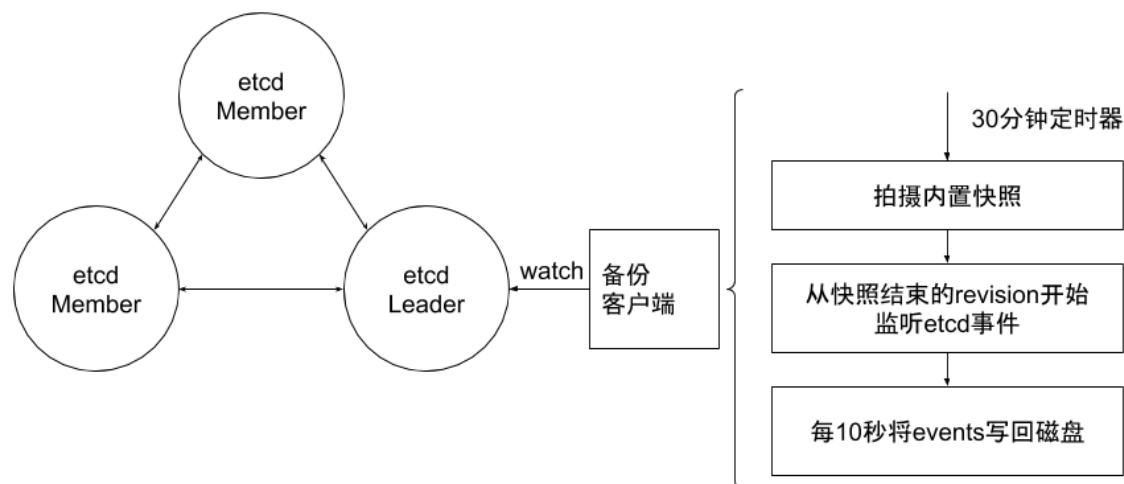 etcd
Member
etcd
Member
etcd
Leader
watch
备份
客户端
30分钟定时器
拍摄内置快照
从快照结束的revision开始
监听etcd事件
每10秒将events写回磁盘